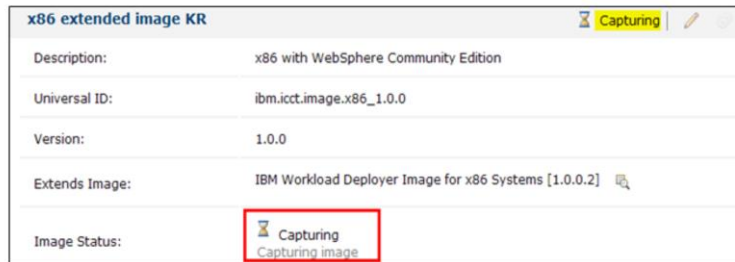 x86 extended image KR Capturing
Description: x86 with WebSphere Community Edition
Universal ID: ibm.icct.image.x86_1.0.0
Version: 1.0.0
Extends Image: IBM Workload Deployer Image for x86 Systems [1.0.0.2]
Image Status: Capturing
Capturing image